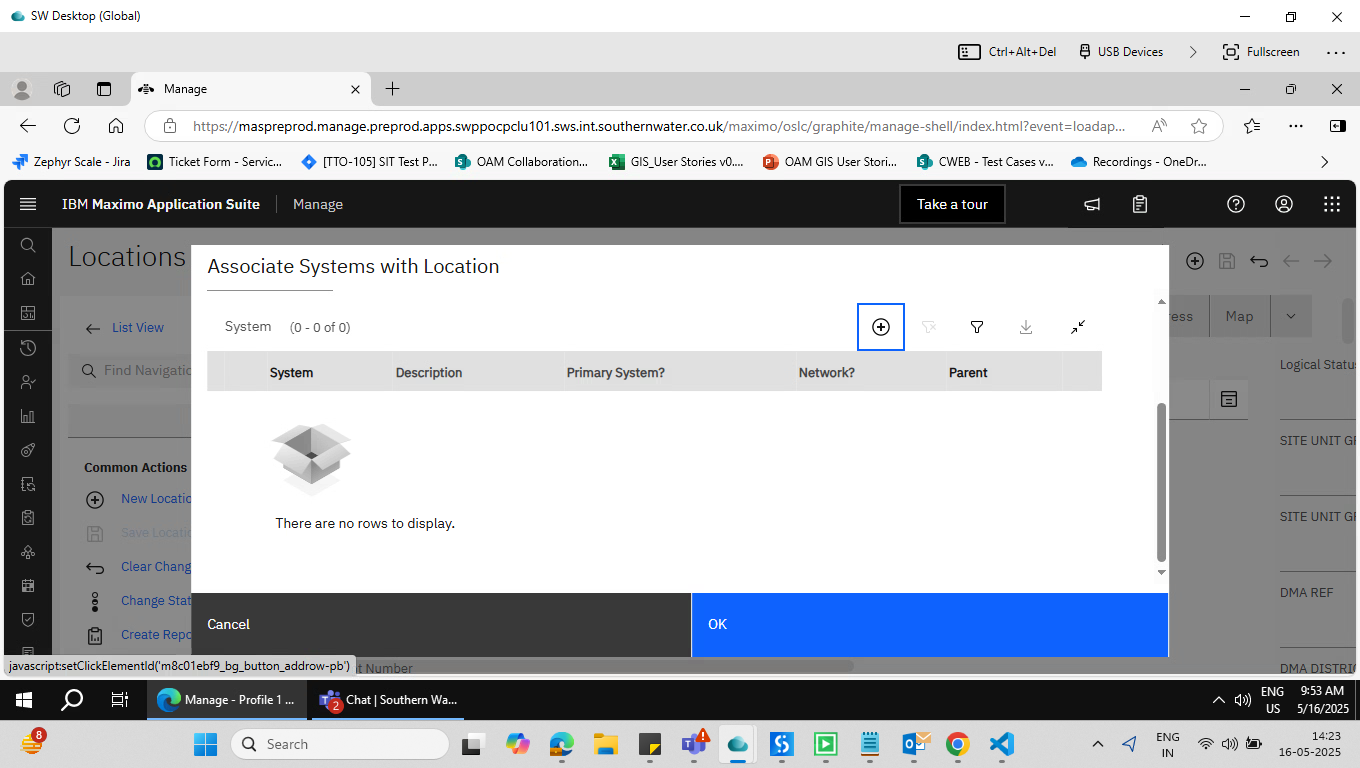 SW Desktop (Global)
Ctrl+Alt+Del
USB Devices
Fullscreen
Manage
https://maspreprod.manage.preprod.apps.swppocpclu101.sws.int.southernwater.co.uk/maximo/oslc/graphite/manage-shell/index.html?event=loadap...
Zephyr Scale - Jira
Ticket Form - Servic...
[TTO-105] SIT Test P...
OAM Collaboration...
GIS_User Stories v0....
OAM GIS User Stori...
CWEB - Test Cases v...
Recordings - OneDr...
IBM Maximo Application Suite
Manage
Take a tour
Locations
Associate Systems with Location
List View
System (0 - 0 of 0)
ress
Map
Find Navigatio
System
Description
Primary System?
Network?
Parent
Logical Status
SITE UNIT GR
There are no rows to display.
Common Actions
New Locatio
SITE UNIT GR
Save Locatio
Clear Chang
DMA REF
Change Stat
Cancel
OK
Create Repo
javascript:setClickElementId('m8c01ebf9_bg_button_addrow-pb')
t Number
DMA DISTRIC
Manage - Profile 1 ...
2
Chat | Southern Wa...
ENG
US
9:53 AM
5/16/2025
8
Search
ENG
IN
14:23
16-05-2025